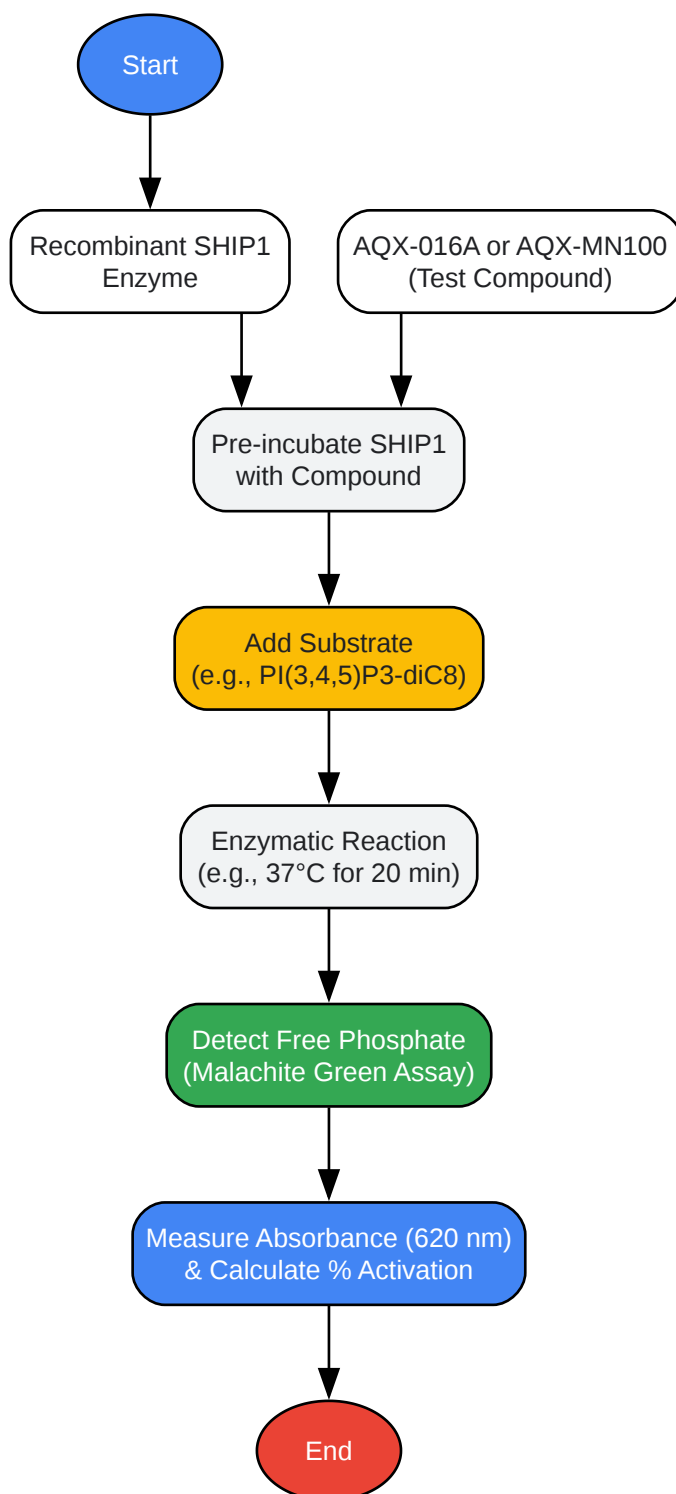 Start
Recombinant SHIP1
Enzyme
AQX-016A or AQX-MN100
(Test Compound)
Pre-incubate SHIP1
with Compound
Add Substrate
(e.g., PI(3,4,5)P3-diC8)
Enzymatic Reaction
(e.g., 37°C for 20 min)
Detect Free Phosphate
(Malachite Green Assay)
Measure Absorbance (620 nm)
& Calculate % Activation
End